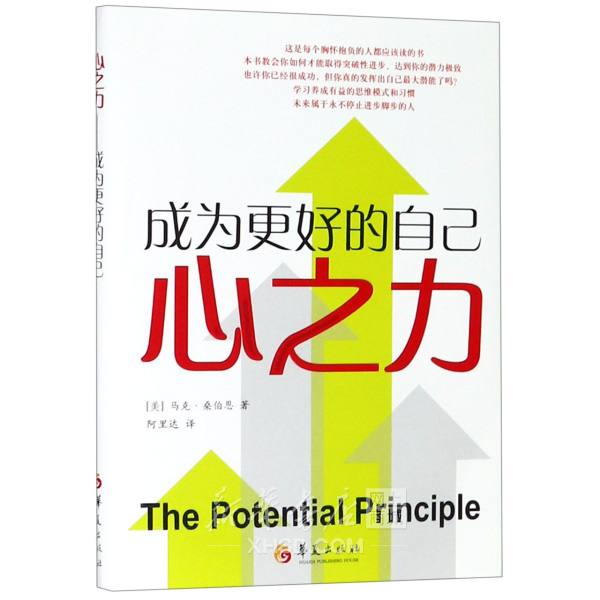 这是每个胸怀抱负的人都应该读的书
本书教会你如何才能取得突破性进步，达到你的潜力极致
也许你已经很成功，但你真的发挥出自己最大潜能了吗？
学习养成有益的思维模式和习惯
未来属于永不停止进步脚步的人
成为更好的自己
心之力
[美] 马克·桑伯恩 著
阿里达 译
The Potential Principle
华夏出版社
HUAXIA PUBLISHING HOUSE
心之力
成为更好的自己
华夏出版社